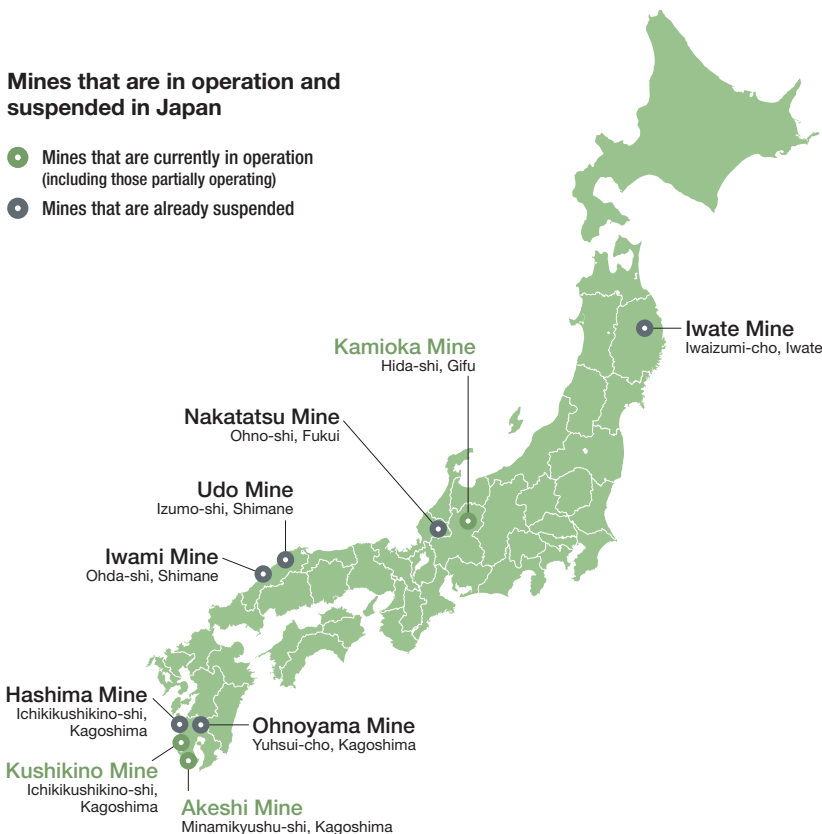 Mines that are in operation and
suspended in Japan
Mines that are currently in operation
(including those partially operating)
Mines that are already suspended
Iwate Mine
Iwaizumi-cho, Iwate
Kamioka Mine
Hida-shi, Gifu
Nakatatsu Mine
Ohno-shi, Fukui
Udo Mine
Izumo-shi, Shimane
Iwami Mine
Ohda-shi, Shimane
Hashima Mine
Ichikikushikino-shi,
Kagoshima
Ohnoyama Mine
Yuhsui-cho, Kagoshima
Kushikino Mine
Ichikikushikino-shi,
Kagoshima
Akeshi Mine
Minamikyushu-shi, Kagoshima